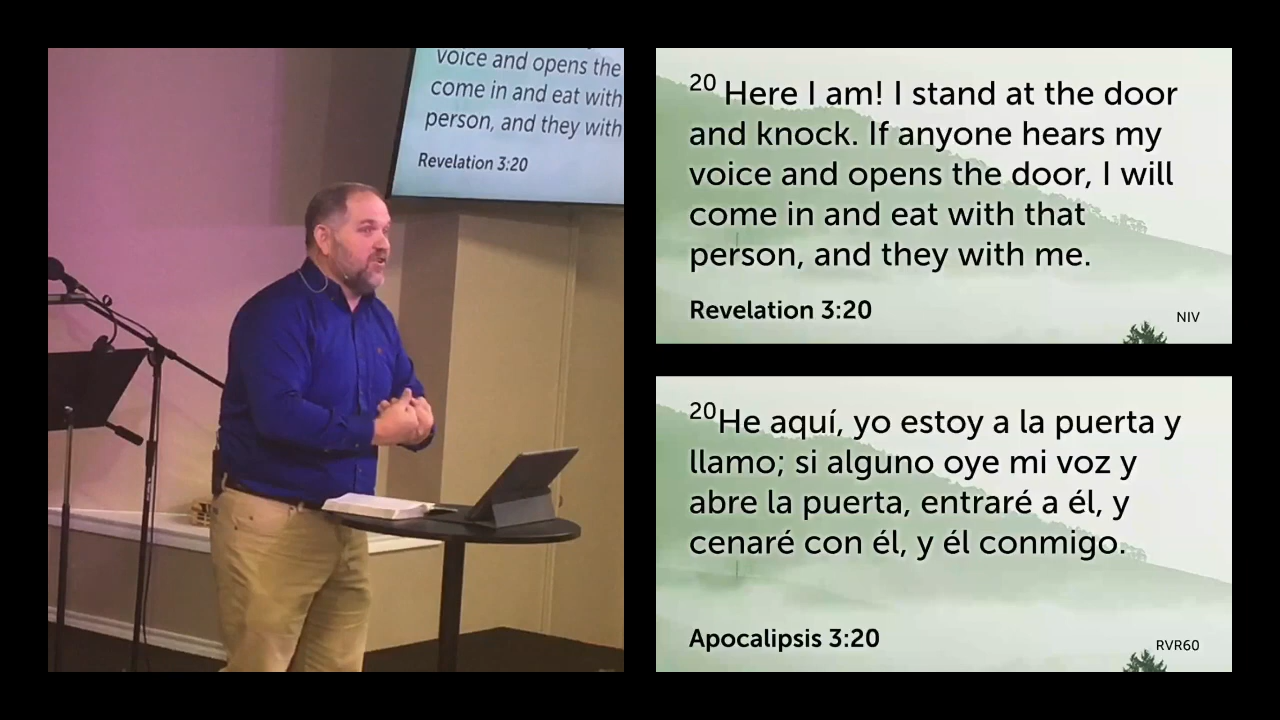 voice and opens the
come in and eat with
person, and they with
Revelation 3:20
20 Here I am! I stand at the door
and knock. If anyone hears my
voice and opens the door, I will
come in and eat with that
person, and they with me.
Revelation 3:20
NIV
20 He aquí, yo estoy a la puerta y
llamo; si alguno oye mi voz y
abre la puerta, entraré a él, y
cenaré con él, y él conmigo.
Apocalipsis 3:20
RVR60